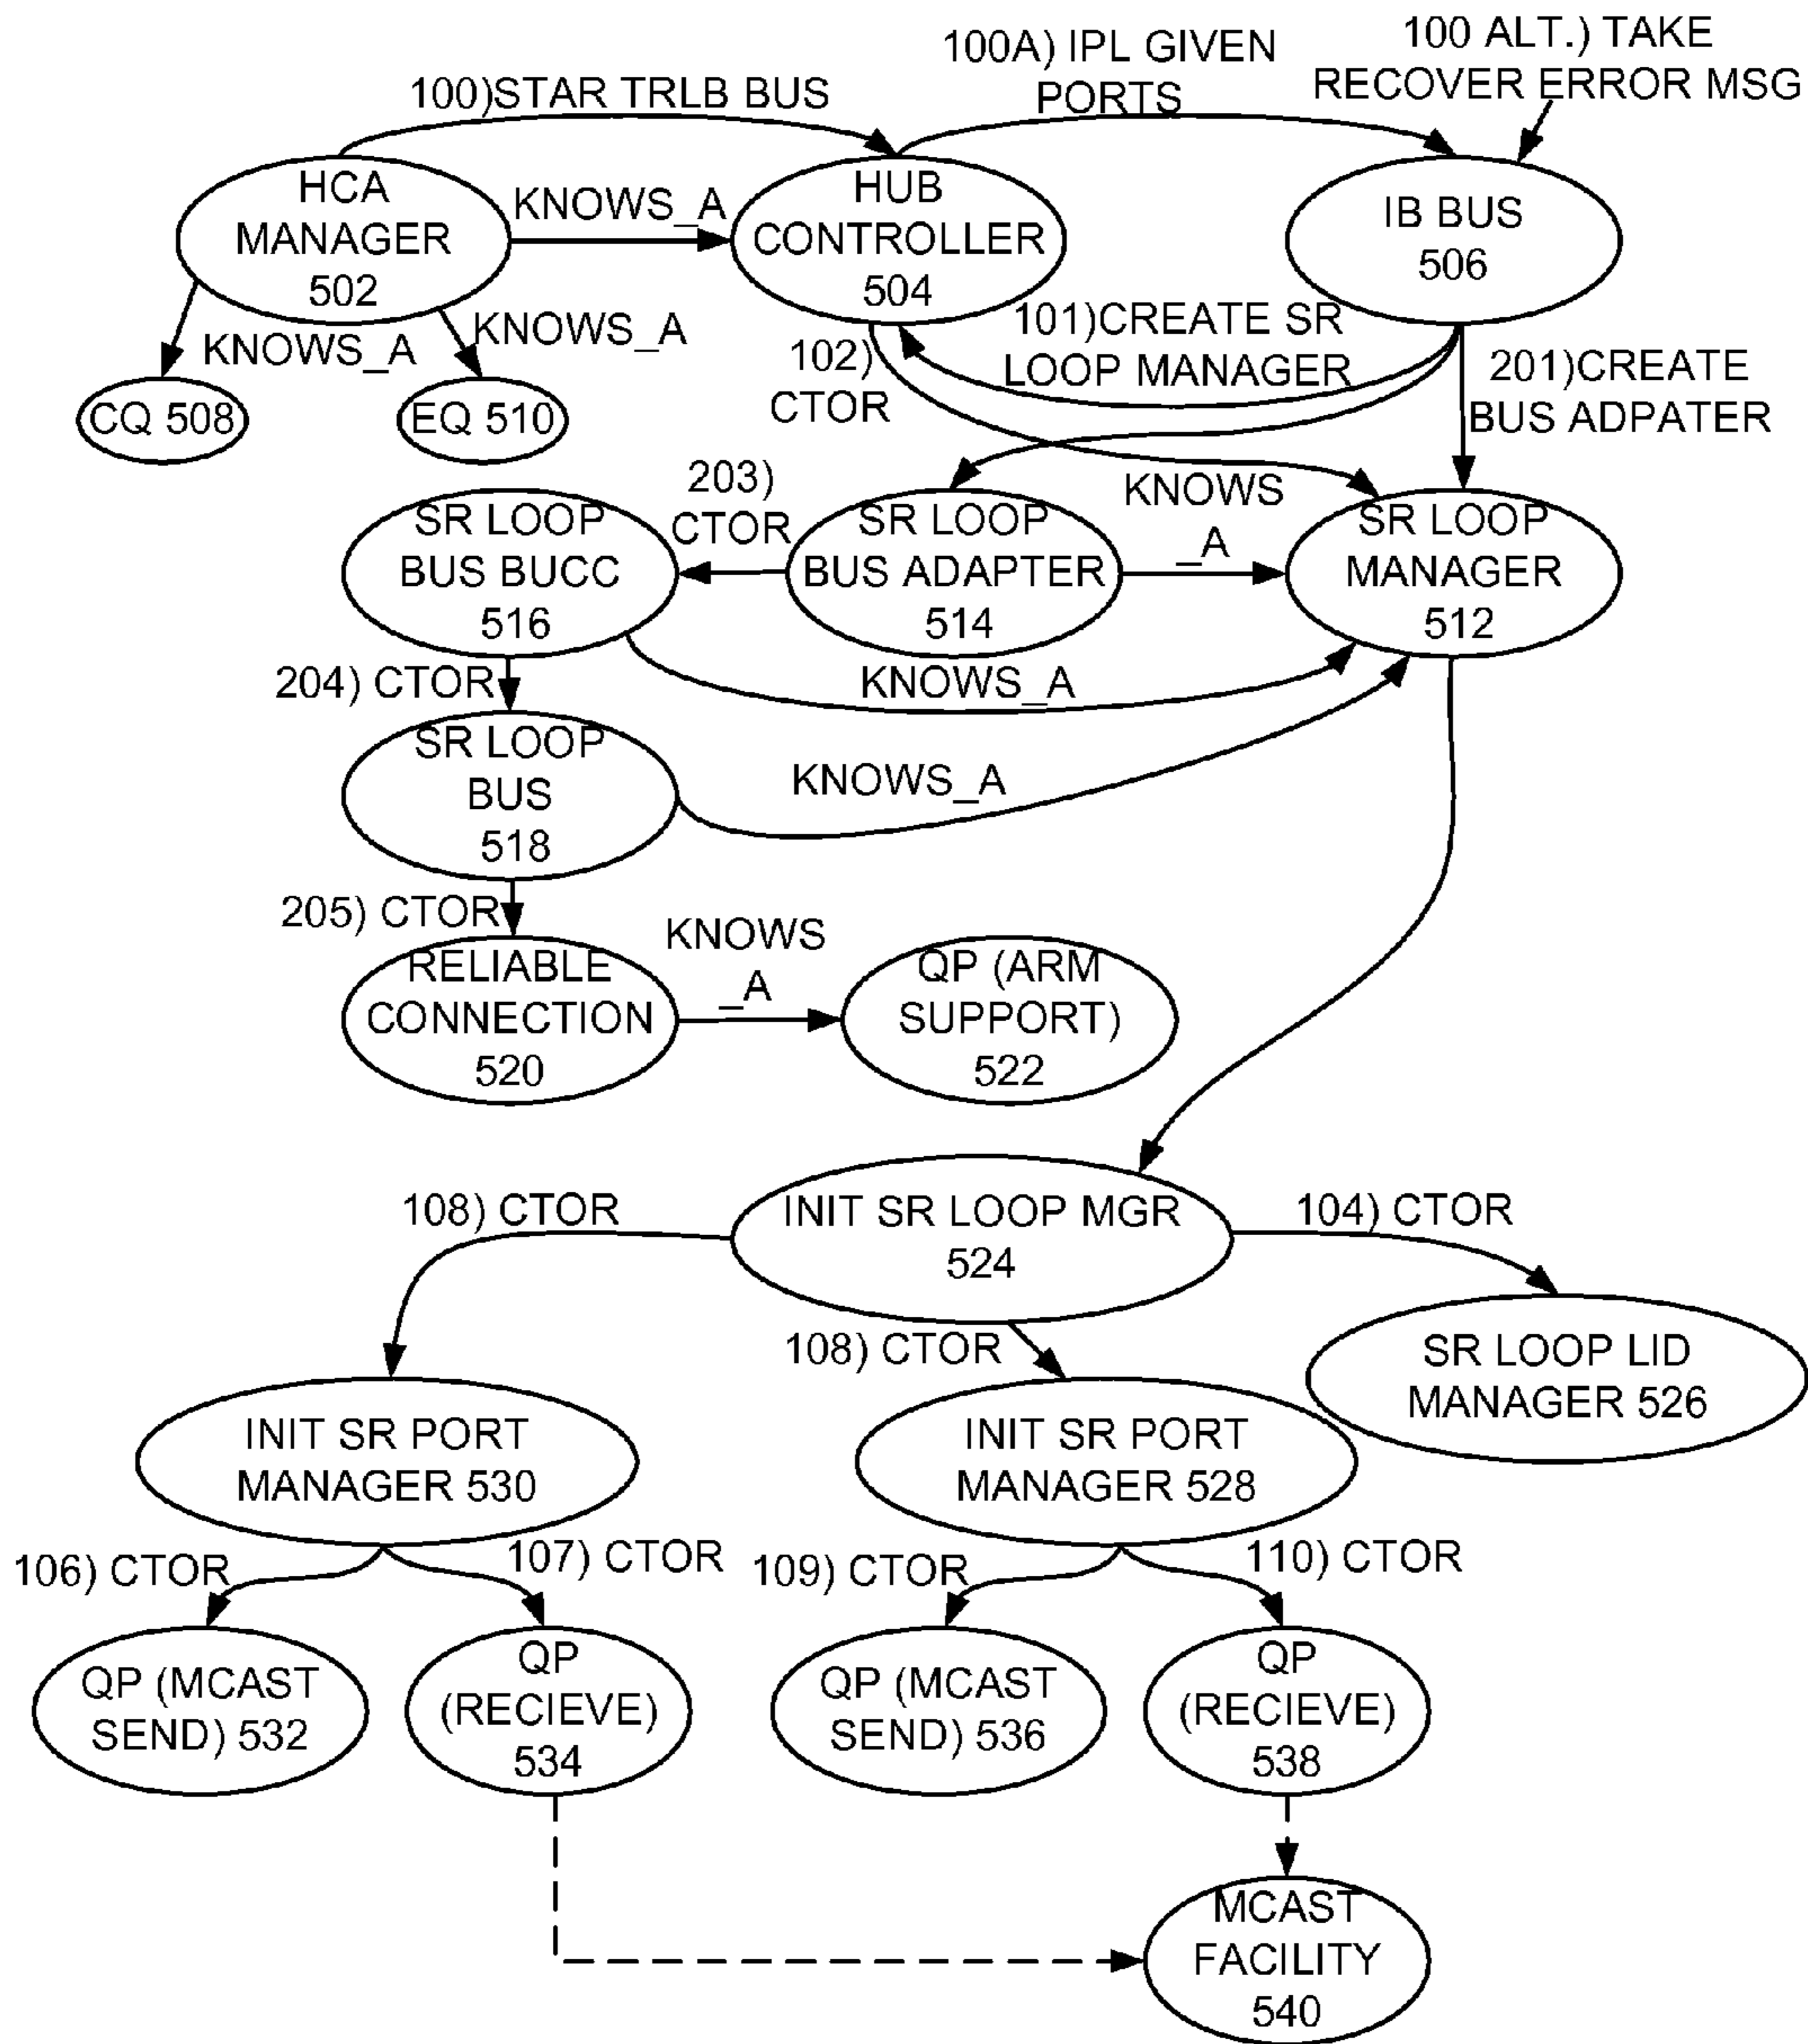 100)STAR TRLB BUS
100A) IPL GIVEN
PORTS
100 ALT.) TAKE
RECOVER ERROR MSG
HCA
MANAGER
502
KNOWS_A
HUB
CONTROLLER
504
IB BUS
506
KNOWS_A
KNOWS_A
CQ 508
EQ 510
102)
CTOR
101)CREATE SR
LOOP MANAGER
201)CREATE
BUS ADPATER
SR LOOP
BUS BUCC
516
203)
CTOR
SR LOOP
BUS ADAPTER
514
KNOWS
_A
SR LOOP
MANAGER
512
204) CTOR
KNOWS_A
SR LOOP
BUS
518
KNOWS_A
205) CTOR
RELIABLE
CONNECTION
520
KNOWS
_A
QP (ARM
SUPPORT)
522
108) CTOR
INIT SR LOOP MGR
524
104) CTOR
108) CTOR
SR LOOP LID
MANAGER 526
INIT SR PORT
MANAGER 530
INIT SR PORT
MANAGER 528
106) CTOR
107) CTOR
109) CTOR
110) CTOR
QP (MCAST
SEND) 532
QP
(RECIEVE)
534
QP (MCAST
SEND) 536
QP
(RECIEVE)
538
MCAST
FACILITY
540